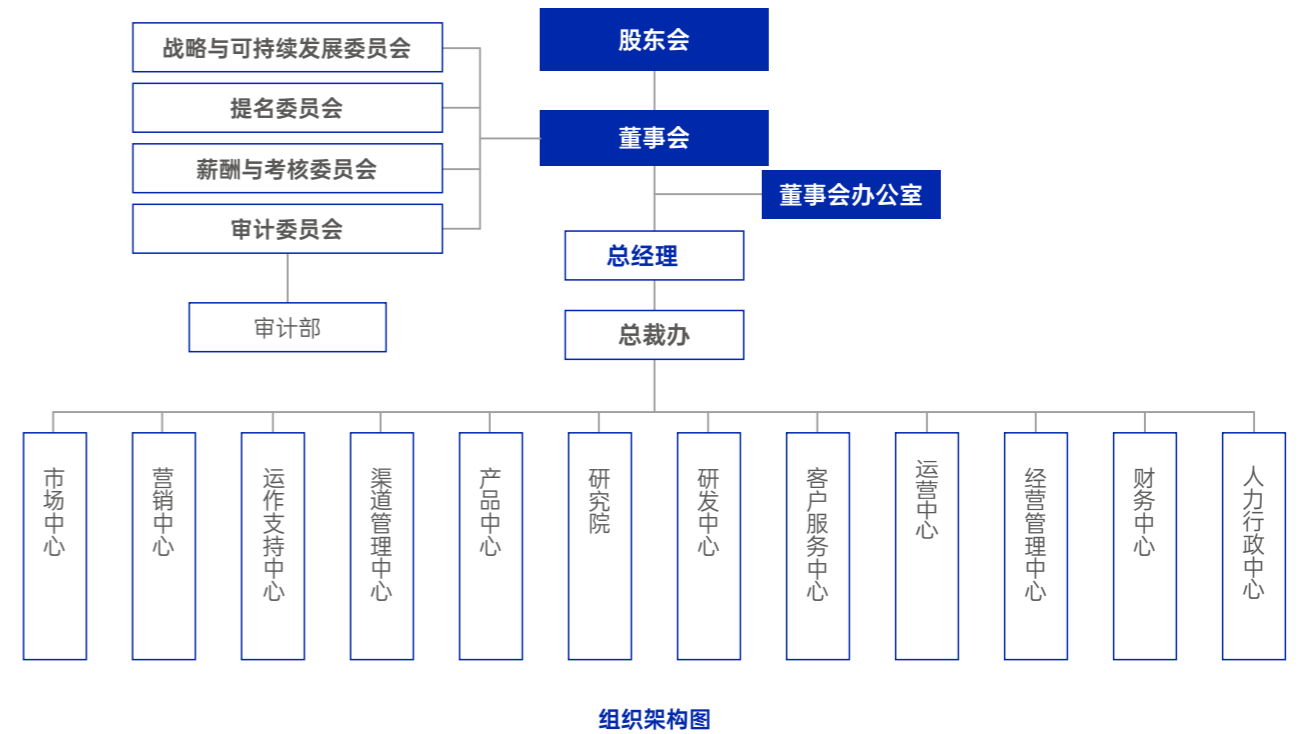 股东会
战略与可持续发展委员会
提名委员会
董事会
薪酬与考核委员会
董事会办公室
审计委员会
总经理
审计部
总裁办
市场中心
营销中心
运作支持中心
渠道管理中心
产品中心
研究院
研发中心
客户服务中心
运营中心
经营管理中心
财务中心
人力行政中心
组织架构图